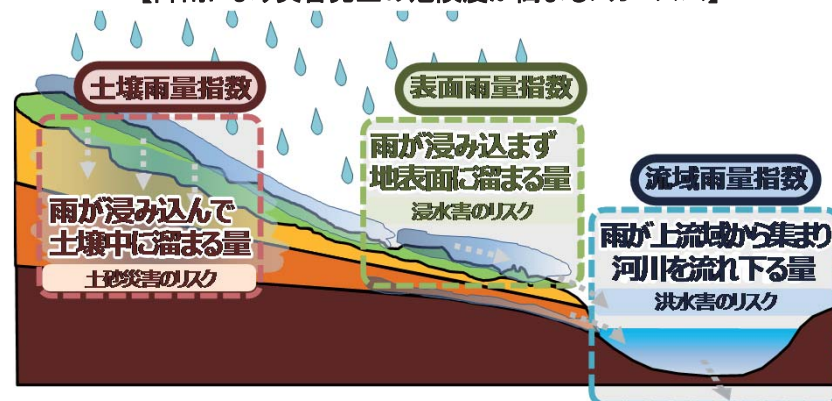 土壌雨量指数
雨が浸み込んで
土壌中に溜まる量
土砂災害のリスク
表面雨量指数
雨が浸み込まず
地表面に溜まる量
浸水害のリスク
流域雨量指数
雨が上流域から集まり
河川を流れ下る量
洪水害のリスク